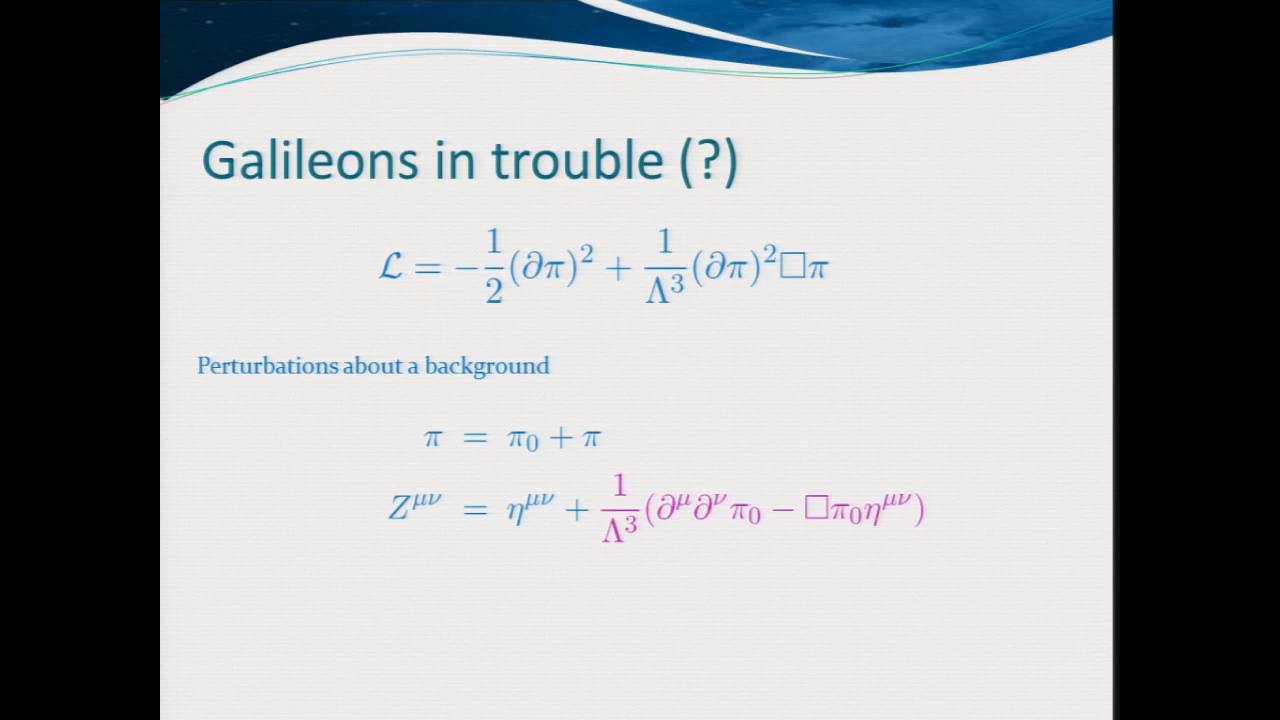 Galileons in trouble (?)
$\mathcal{L} = -\frac{1}{2}(\partial\pi)^2 + \frac{1}{\Lambda^3}(\partial\pi)^2\Box\pi$
Perturbations about a background
$\pi = \pi_0 + \pi$
$Z^{\mu\nu} = \eta^{\mu\nu} + \frac{1}{\Lambda^3}(\partial^\mu\partial^\nu\pi_0 - \Box\pi_0\eta^{\mu\nu})$